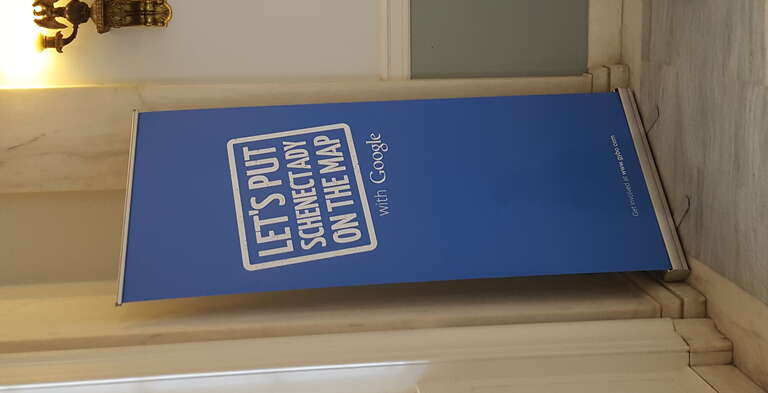 LET'S PUT
SCHENECTADY
ON THE MAP
with Google
Get involved at www.gybo.com